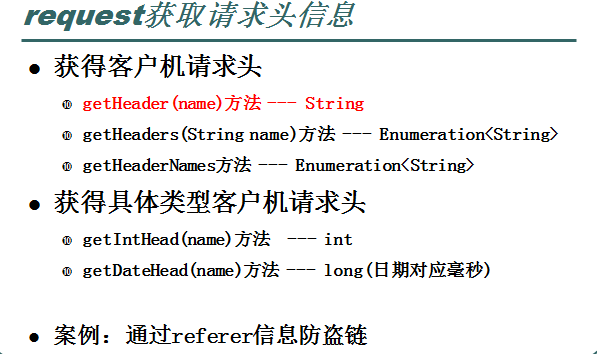 request获取请求头信息
获得客户机请求头
getHeader(name)方法 --- String
getHeaders(String name)方法 --- Enumeration<String>
getHeaderNames方法 --- Enumeration<String>
获得具体类型客户机请求头
getIntHead(name)方法 --- int
getDateHead(name)方法 --- long(日期对应毫秒)
案例：通过referer信息防盗链